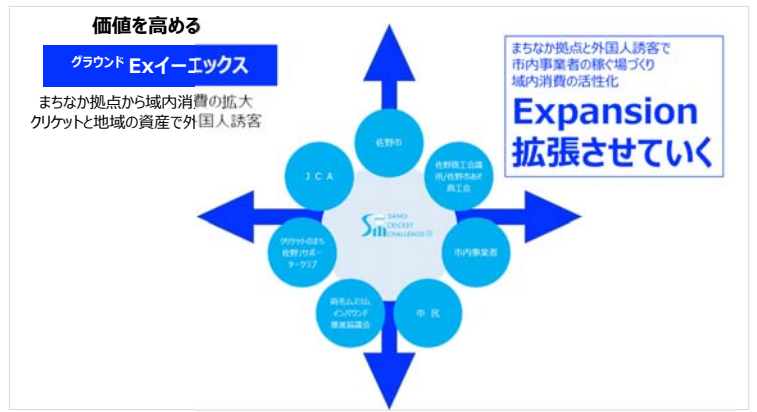 価値を高める
グラウンド Exイーエックス
まちなか拠点から域内消費の拡大
クリケットと地域の資産で外国人誘客
まちなか拠点と外国人誘客で
市内事業者の稼ぐ場づくり
域内消費の活性化
Expansion
拡張させていく
佐野市
佐野商工会議
所/佐野市あそ
商工会
市内事業者
市 民
両毛ムスリム
インバウンド
推進協議会
クリケットのまち
佐野」サポー
タークラブ
J C A
SANO
CRICKET
CHALLENGE